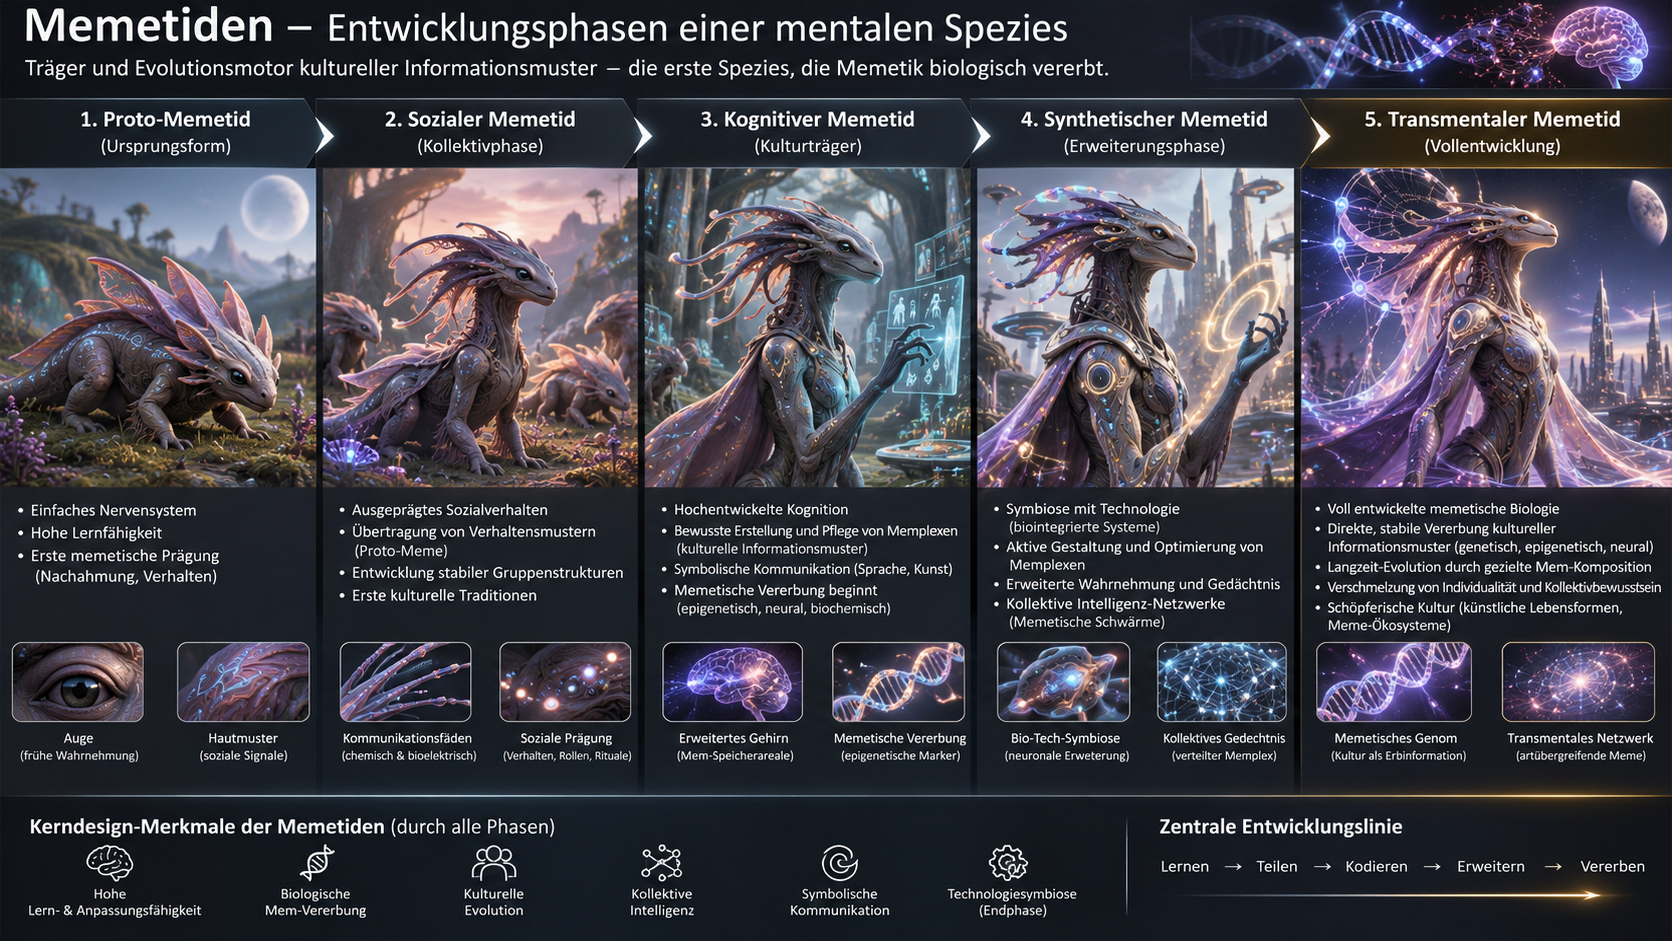 Memetiden – Entwicklungsphasen einer mentalen Spezies
Träger und Evolutionsmotor kultureller Informationsmuster – die erste Spezies, die Memetik biologisch vererbt.
1. Proto-Memetid
(Ursprungsform)
2. Sozialer Memetid
(Kollektivphase)
3. Kognitiver Memetid
(Kulturträger)
4. Synthetischer Memetid
(Erweiterungsphase)
5. Transmentaler Memetid
(Vollentwicklung)
• Einfaches Nervensystem
• Hohe Lernfähigkeit
• Erste memetische Prägung
(Nachahmung, Verhalten)
• Ausgeprägtes Sozialverhalten
• Übertragung von Verhaltensmustern
(Proto-Meme)
• Entwicklung stabiler Gruppenstrukturen
• Erste kulturelle Traditionen
• Hochentwickelte Kognition
• Bewusste Erstellung und Pflege von Memplexen
(kulturelle Informationsmuster)
• Symbolische Kommunikation (Sprache, Kunst)
• Memetische Vererbung beginnt
(epigenetisch, neural, biochemisch)
• Symbiose mit Technologie
(biointegrierte Systeme)
• Aktive Gestaltung und Optimierung von
Memplexen
• Erweiterte Wahrnehmung und Gedächtnis
• Kollektive Intelligenz-Netzwerke
(Memetische Schwärme)
• Voll entwickelte memetische Biologie
• Direkte, stabile Vererbung kultureller
Informationsmuster (genetisch, epigenetisch, neural)
• Langzeit-Evolution durch gezielte Mem-Komposition
• Verschmelzung von Individualität und Kollektivbewusstsein
• Schöpferische Kultur (künstliche Lebensformen,
Meme-Ökosysteme)
Auge
(frühe Wahrnehmung)
Hautmuster
(soziale Signale)
Kommunikationsfäden
(chemisch & bioelektrisch)
Soziale Prägung
(Verhalten, Rollen, Rituale)
Erweitertes Gehirn
(Mem-Speicherareale)
Memetische Vererbung
(epigenetische Marker)
Bio-Tech-Symbiose
(neuronale Erweterung)
Kollektives Gedechtnis
(verteilter Memplex)
Memetisches Genom
(Kultur als Erbinformation)
Transmentales Netzwerk
(artübergreifende Meme)
Kerndesign-Merkmale der Memetiden (durch alle Phasen)
Hohe
Lern- & Anpassungsfähigkeit
Biologische
Mem-Vererbung
Kulturelle
Evolution
Kollektive
Intelligenz
Symbolische
Kommunikation
Technologiesymbiose
(Endphase)
Zentrale Entwicklungslinie
Lernen → Teilen → Kodieren → Erweitern → Vererben